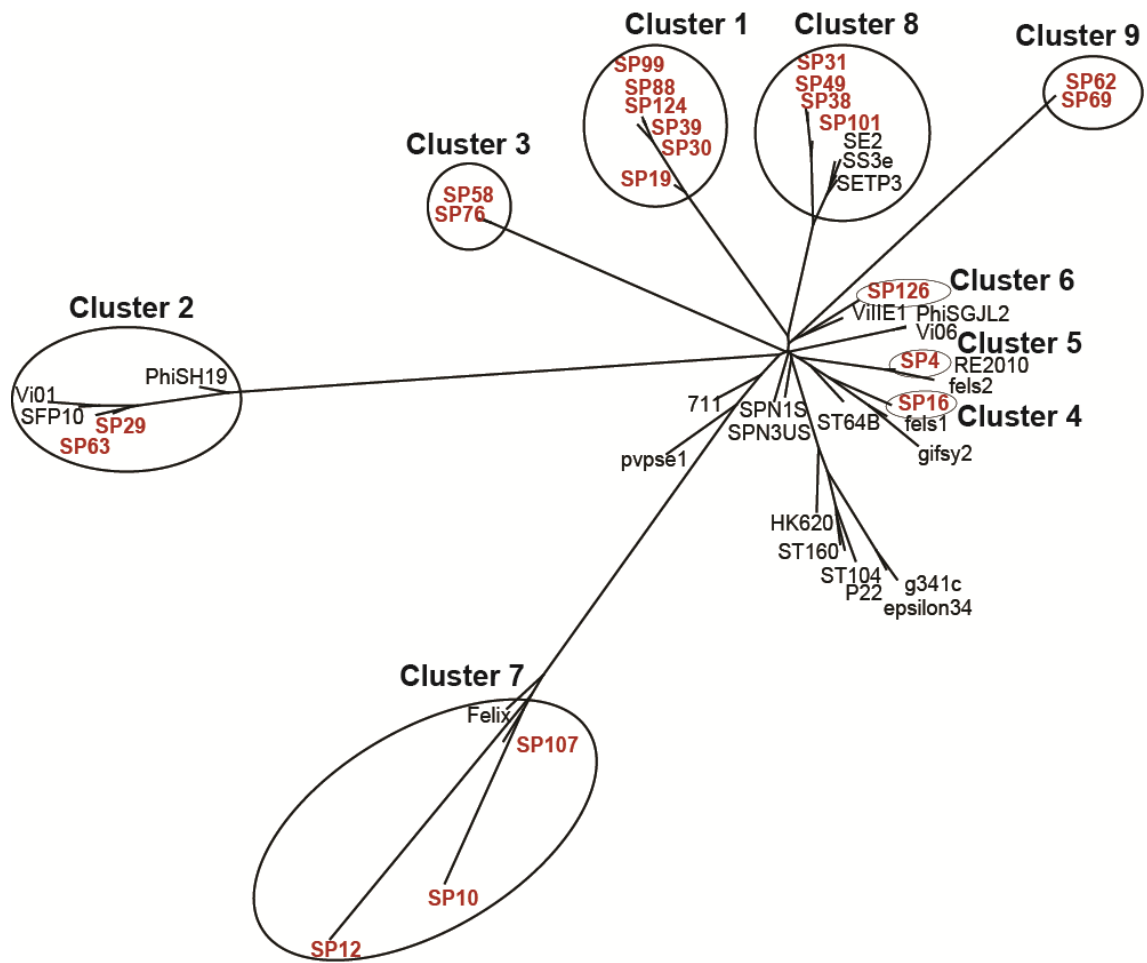 Cluster 1
Cluster 8
Cluster 9
SP99
SP88
SP124
SP39
SP30
SP19
SP31
SP49
SP38
SP101
SE2
SS3e
SETP3
SP62
SP69
Cluster 3
SP58
SP76
Cluster 2
PhiSH19
Vi01
SFP10
SP29
SP63
SP126
Cluster 6
ViIIE1
PhiSGJL2
Vi06
Cluster 5
SP4
RE2010
fels2
SP16
fels1
Cluster 4
gifsy2
711
SPN1S
SPN3US
ST64B
pvpse1
HK620
ST160
ST104
P22
g341c
epsilon34
Cluster 7
Felix
SP107
SP10
SP12